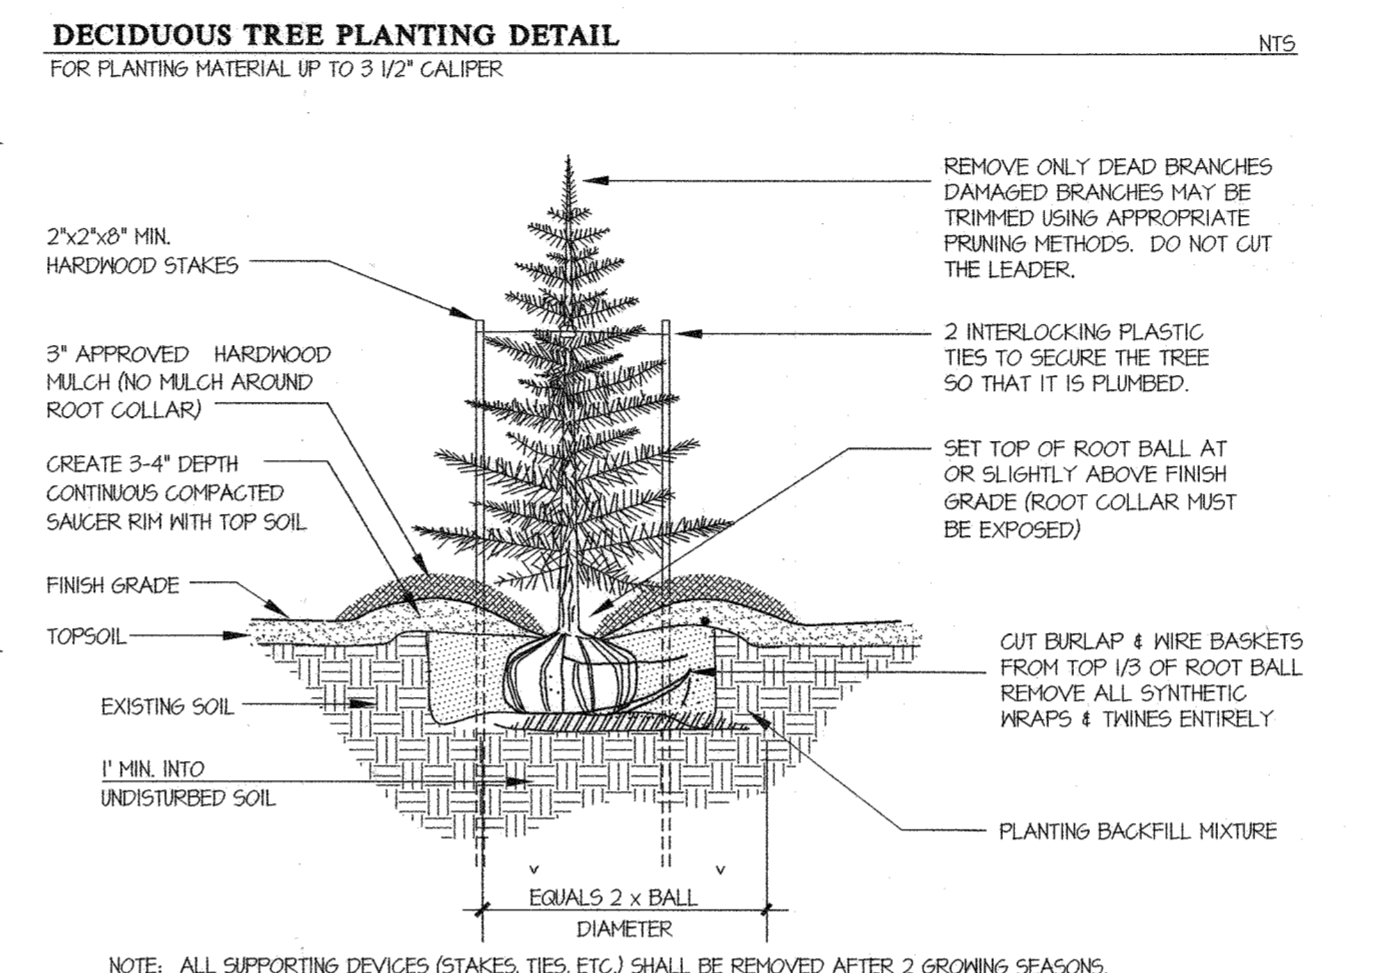 DECIDUOUS TREE PLANTING DETAIL
NTS
FOR PLANTING MATERIAL UP TO 3 1/2" CALIPER
REMOVE ONLY DEAD BRANCHES
DAMAGED BRANCHES MAY BE
TRIMMED USING APPROPRIATE
PRUNING METHODS. DO NOT CUT
THE LEADER.
2"x2"x8" MIN.
HARDWOOD STAKES
2 INTERLOCKING PLASTIC
TIES TO SECURE THE TREE
SO THAT IT IS PLUMBED.
3" APPROVED HARDWOOD
MULCH (NO MULCH AROUND
ROOT COLLAR)
SET TOP OF ROOT BALL AT
OR SLIGHTLY ABOVE FINISH
GRADE (ROOT COLLAR MUST
BE EXPOSED)
CREATE 3-4" DEPTH
CONTINUOUS COMPACTED
SAUCER RIM WITH TOP SOIL
FINISH GRADE
TOPSOIL
CUT BURLAP & WIRE BASKETS
FROM TOP 1/3 OF ROOT BALL
REMOVE ALL SYNTHETIC
WRAPS & TWINES ENTIRELY
EXISTING SOIL
1' MIN. INTO
UNDISTURBED SOIL
PLANTING BACKFILL MIXTURE
EQUALS 2 x BALL
DIAMETER
NOTE: ALL SUPPORTING DEVICES (STAKES, TIES, ETC.) SHALL BE REMOVED AFTER 2 GROWING SEASONS.